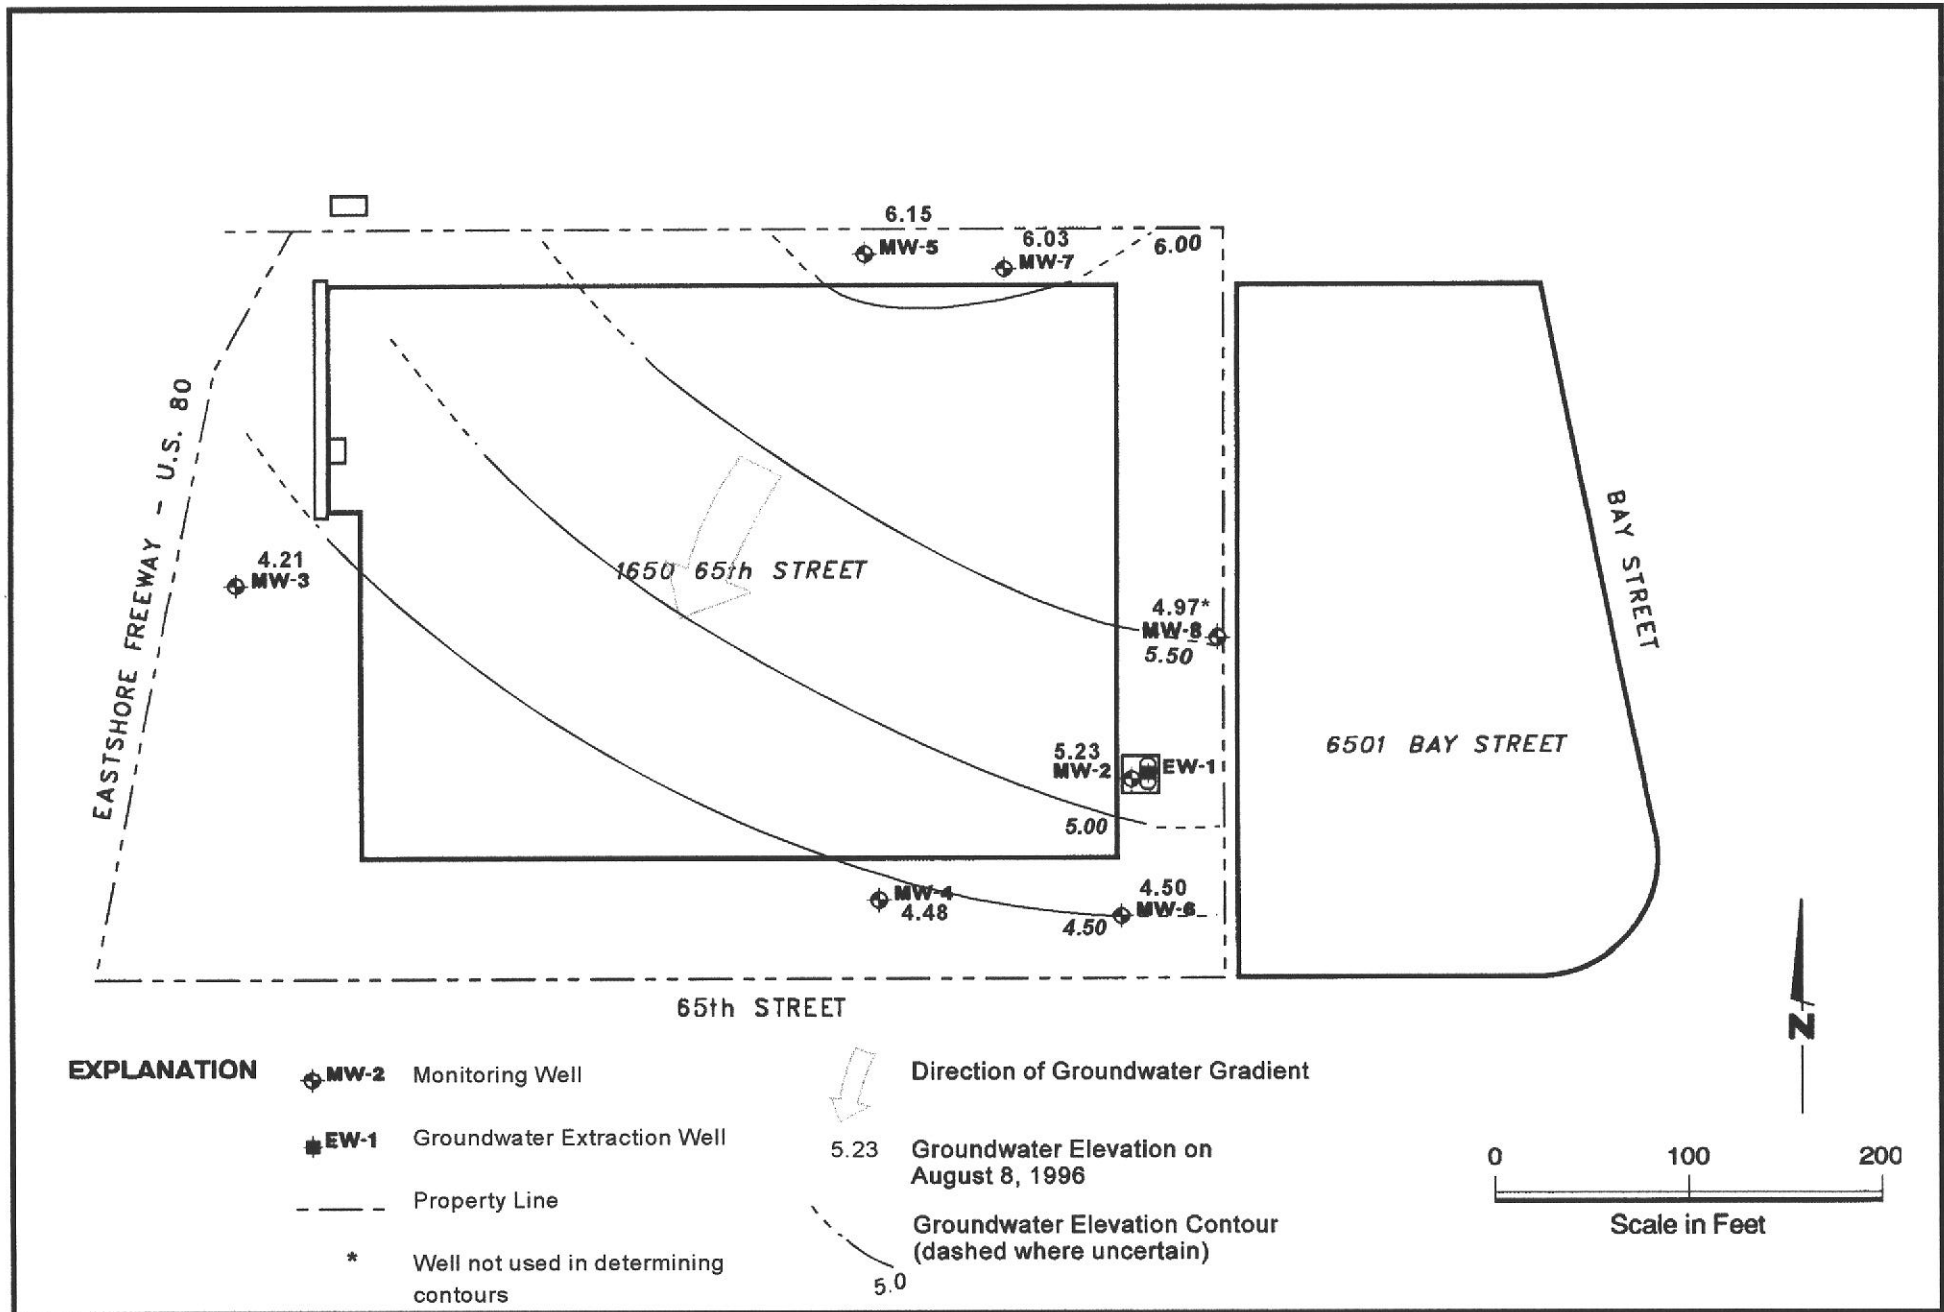 6.15
MW-5
6.03
MW-7
6.00
EASTSHORE FREEWAY - U.S. 80
4.21
MW-3
1650 65th STREET
4.97*
MW-8
5.50
BAY STREET
6501 BAY STREET
5.23
MW-2
EW-1
5.00
MW-4
4.48
4.50
MW-6
4.50
65th STREET
N
EXPLANATION
MW-2 Monitoring Well
EW-1 Groundwater Extraction Well
Property Line
* Well not used in determining
contours
Direction of Groundwater Gradient
5.23 Groundwater Elevation on
August 8, 1996
Groundwater Elevation Contour
(dashed where uncertain)
5.0
0 100 200
Scale in Feet